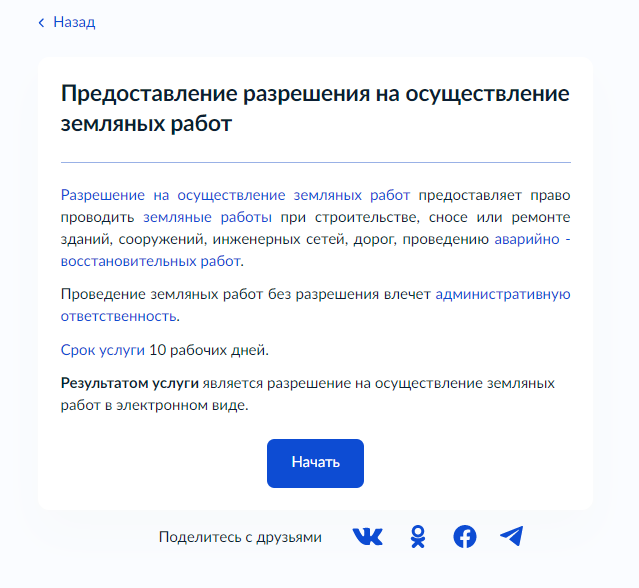 Назад
Предоставление разрешения на осуществление
земляных работ
Разрешение на осуществление земляных работ предоставляет право
проводить земляные работы при строительстве, сносе или ремонте
зданий, сооружений, инженерных сетей, дорог, проведению аварийно -
восстановительных работ.
Проведение земляных работ без разрешения влечет административную
ответственность.
Срок услуги 10 рабочих дней.
Результатом услуги является разрешение на осуществление земляных
работ в электронном виде.
Начать
Поделитесь с друзьями